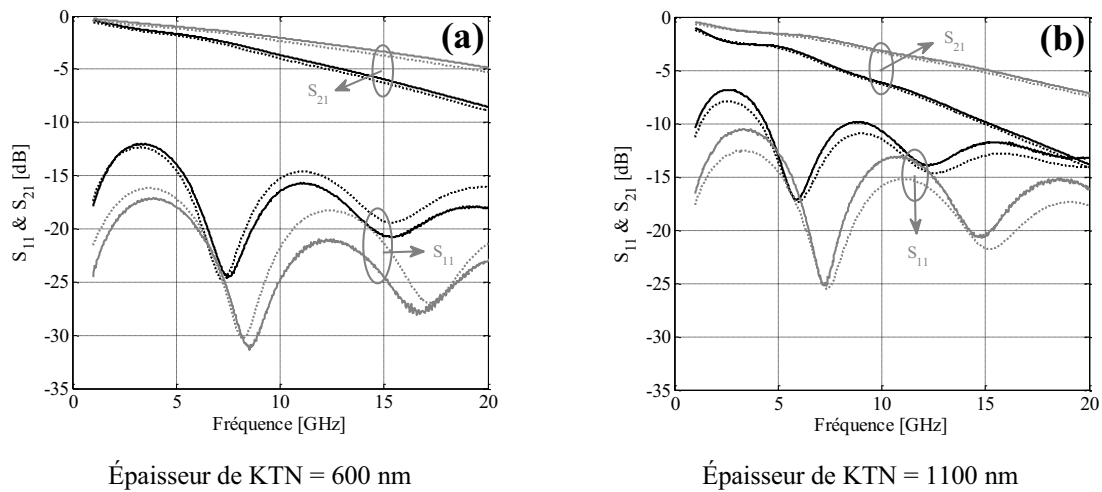 (a)
S21
S11
0
-5
-10
-15
-20
-25
-30
-35
0 5 10 15 20
S11 & S21 [dB]
Fréquence [GHz]
Épaisseur de KTN = 600 nm
(b)
S21
S11
0
-5
-10
-15
-20
-25
-30
-35
0 5 10 15 20
S11 & S21 [dB]
Fréquence [GHz]
Épaisseur de KTN = 1100 nm